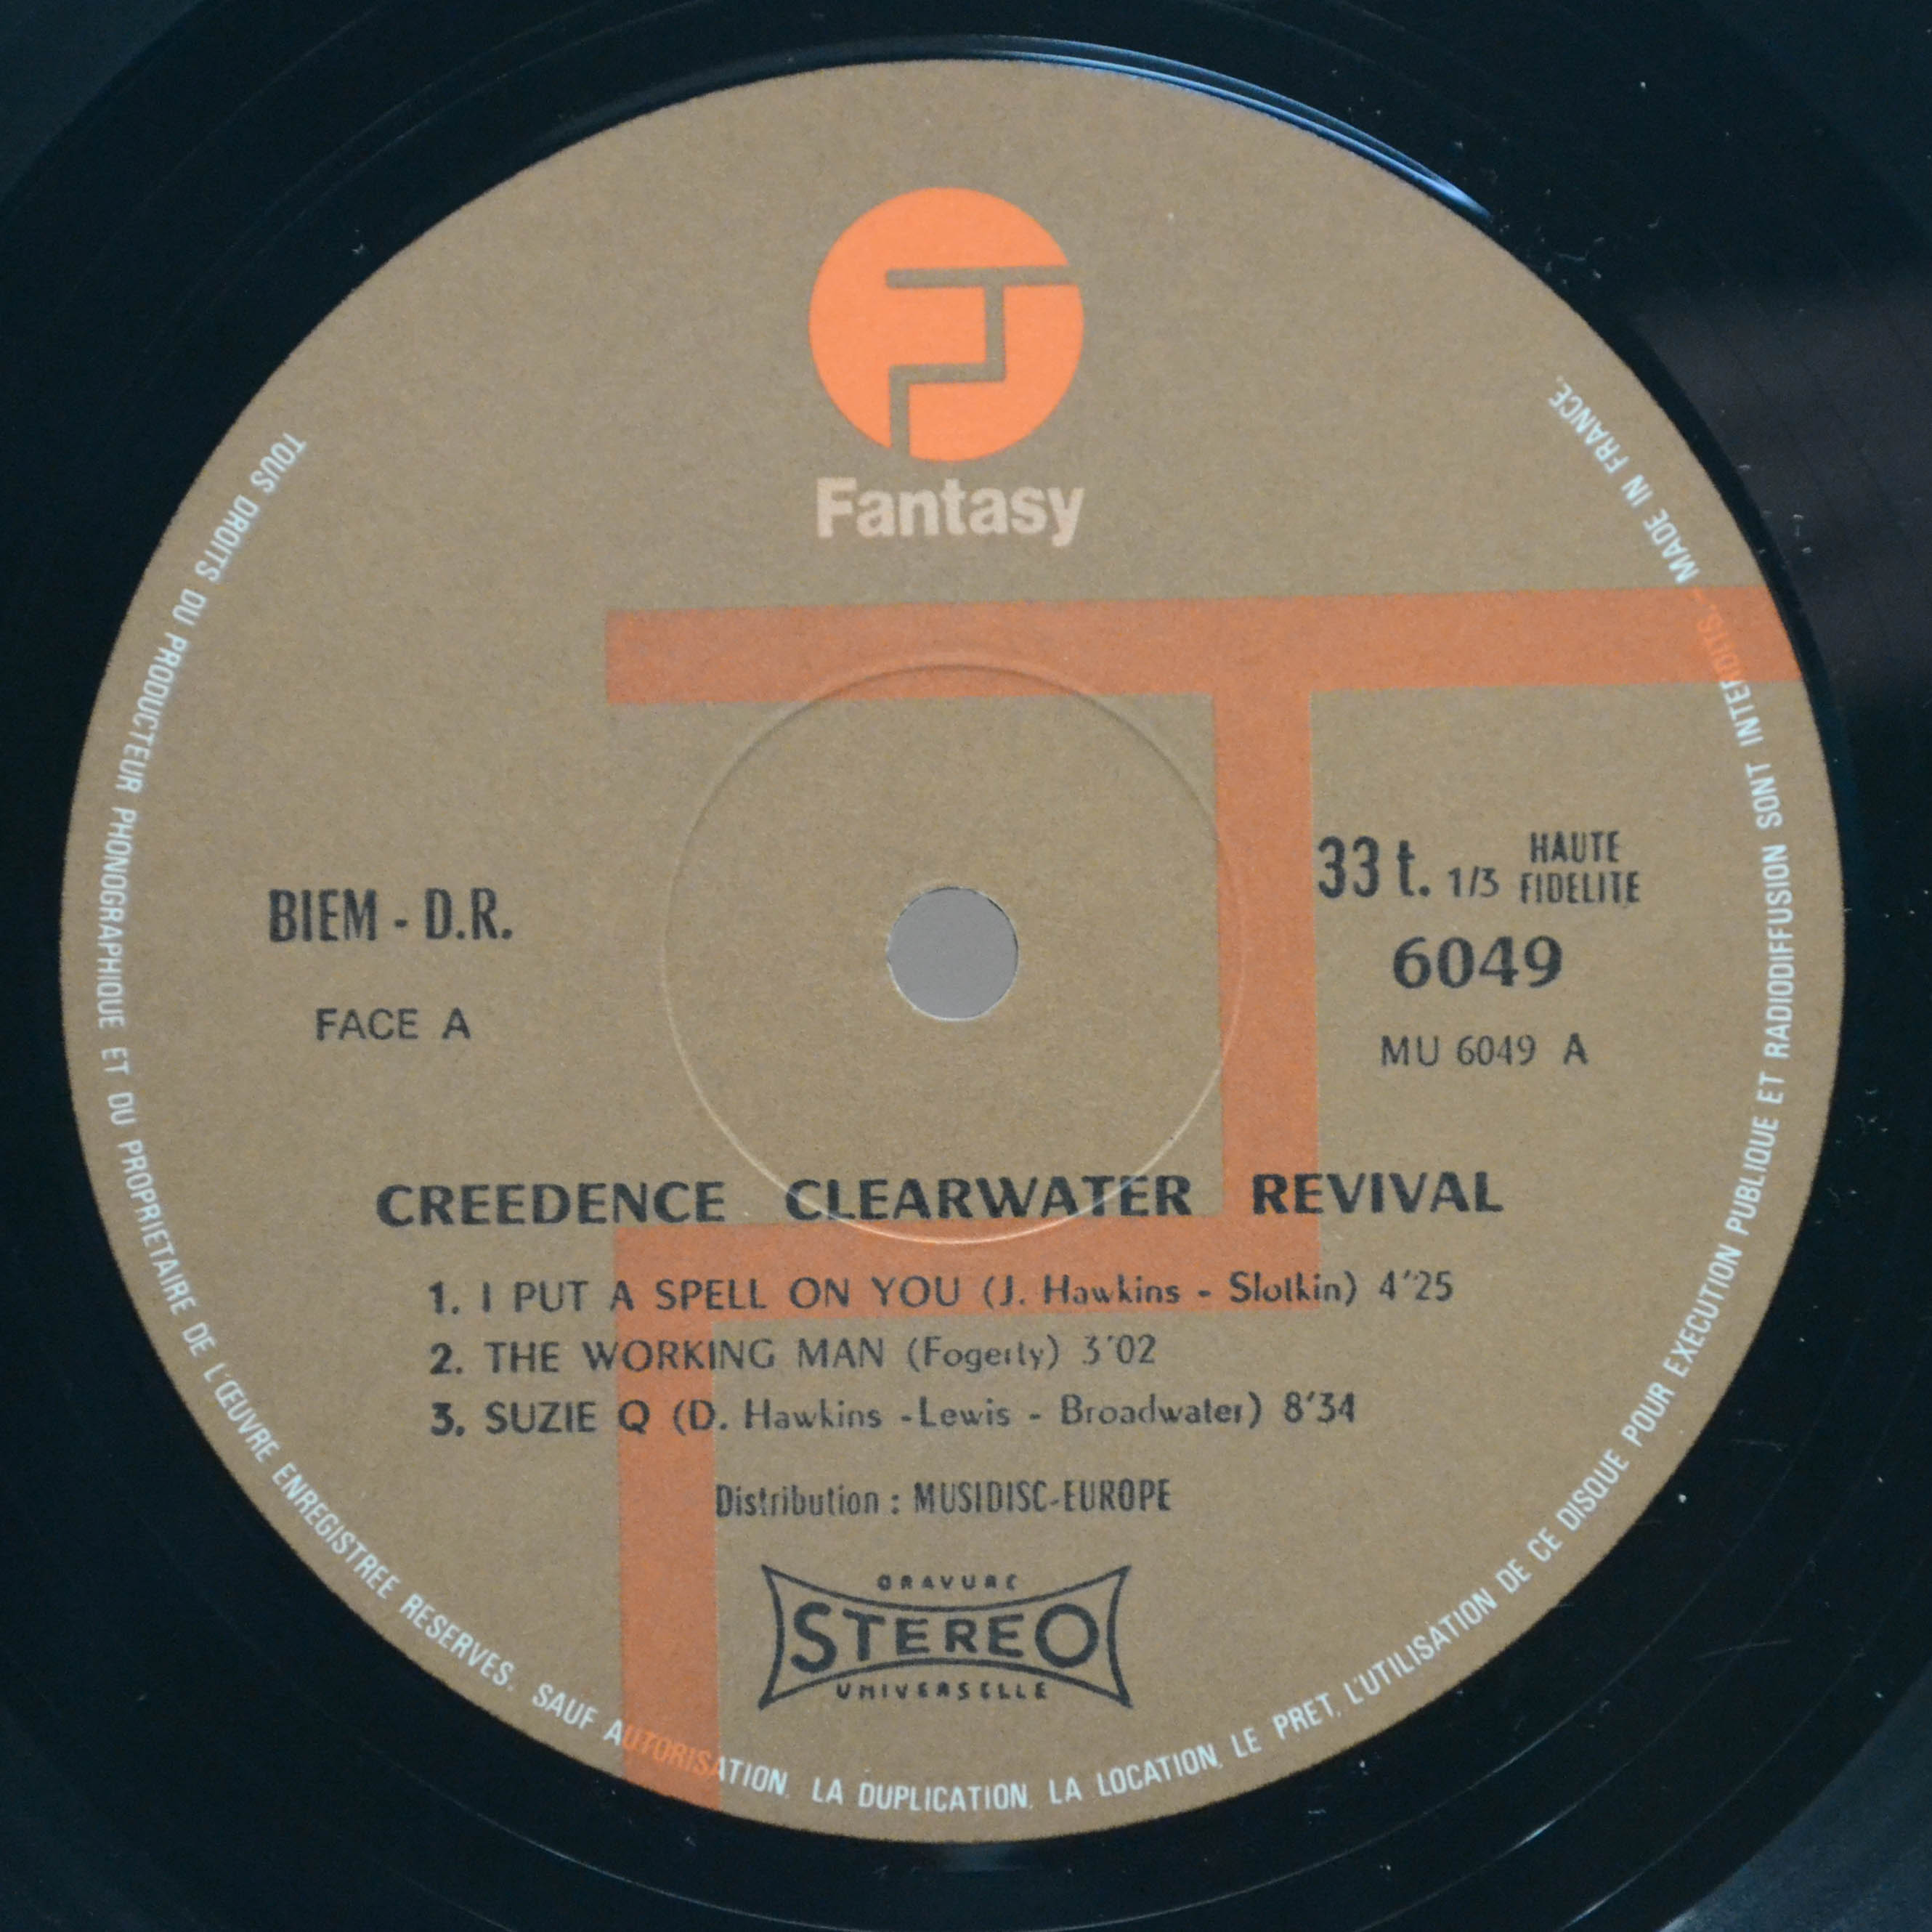 Fantasy
BIEM - D.R.
FACE A
33 t. 1/3 HAUTE FIDELITE
6049
MU 6049 A
CREEDENCE CLEARWATER REVIVAL
1. I PUT A SPELL ON YOU (J. Hawkins - Slotkin) 4'25
2. THE WORKING MAN (Fogerty) 3'02
3. SUZIE Q (D. Hawkins -Lewis - Broadwater) 8'34
Distribution : MUSIDISC-EUROPE
GRAVURE
STEREO
UNIVERSELLE
TOUS DROITS DU PRODUCTEUR PHONOGRAPHIQUE ET DU PROPRIETAIRE DE L'ŒUVRE ENREGISTREE RESERVES. SAUF AUTORISATION, LA DUPLICATION, LA LOCATION, LE PRET, L'UTILISATION DE CE DISQUE POUR EXECUTION PUBLIQUE ET RADIODIFFUSION SONT INTERDITS. - MADE IN FRANCE.